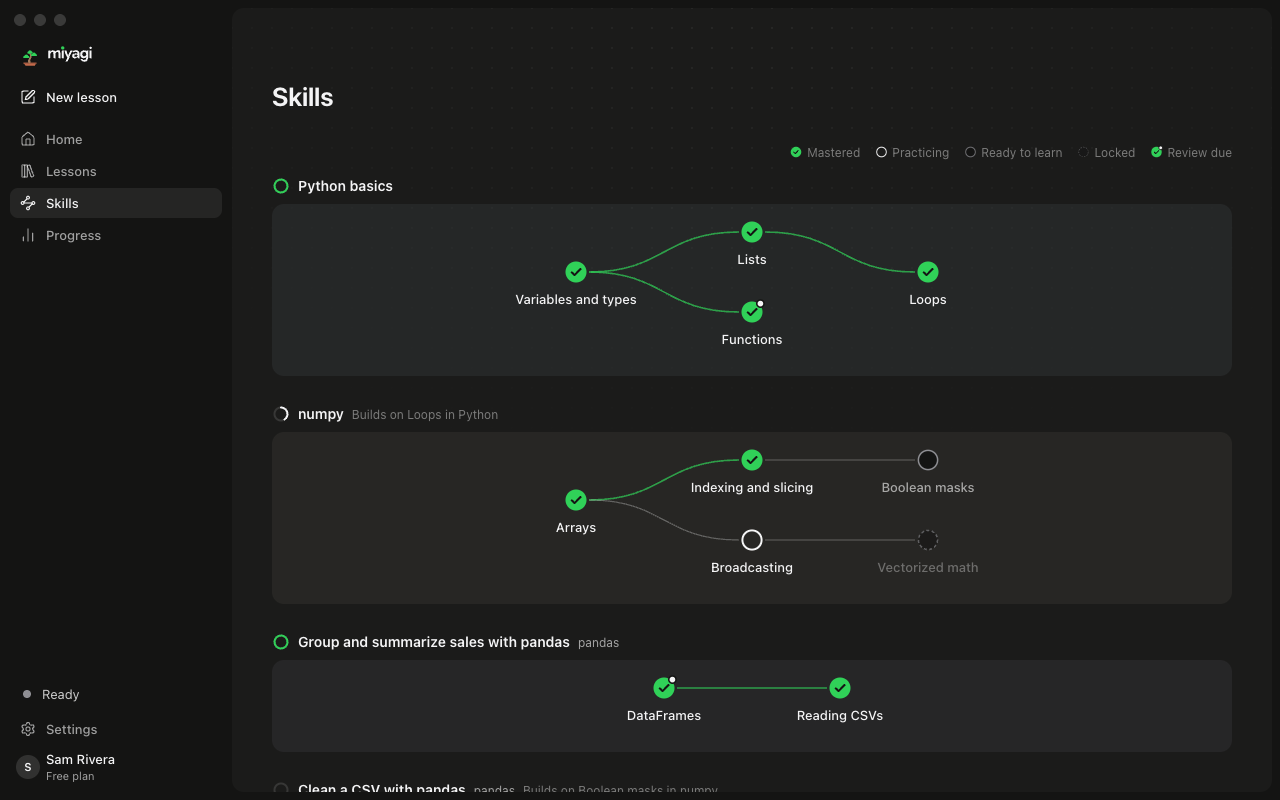 miyagi
New lesson
Home
Lessons
Skills
Progress
Ready
Settings
S
Sam Rivera
Free plan
Skills
Mastered Practicing Ready to learn Locked Review due
Python basics
Lists
Variables and types
Loops
Functions
numpy Builds on Loops in Python
Indexing and slicing
Boolean masks
Arrays
Broadcasting
Vectorized math
Group and summarize sales with pandas pandas
DataFrames
Reading CSVs
Clean a CSV with pandas pandas Builds on Boolean masks in numpy